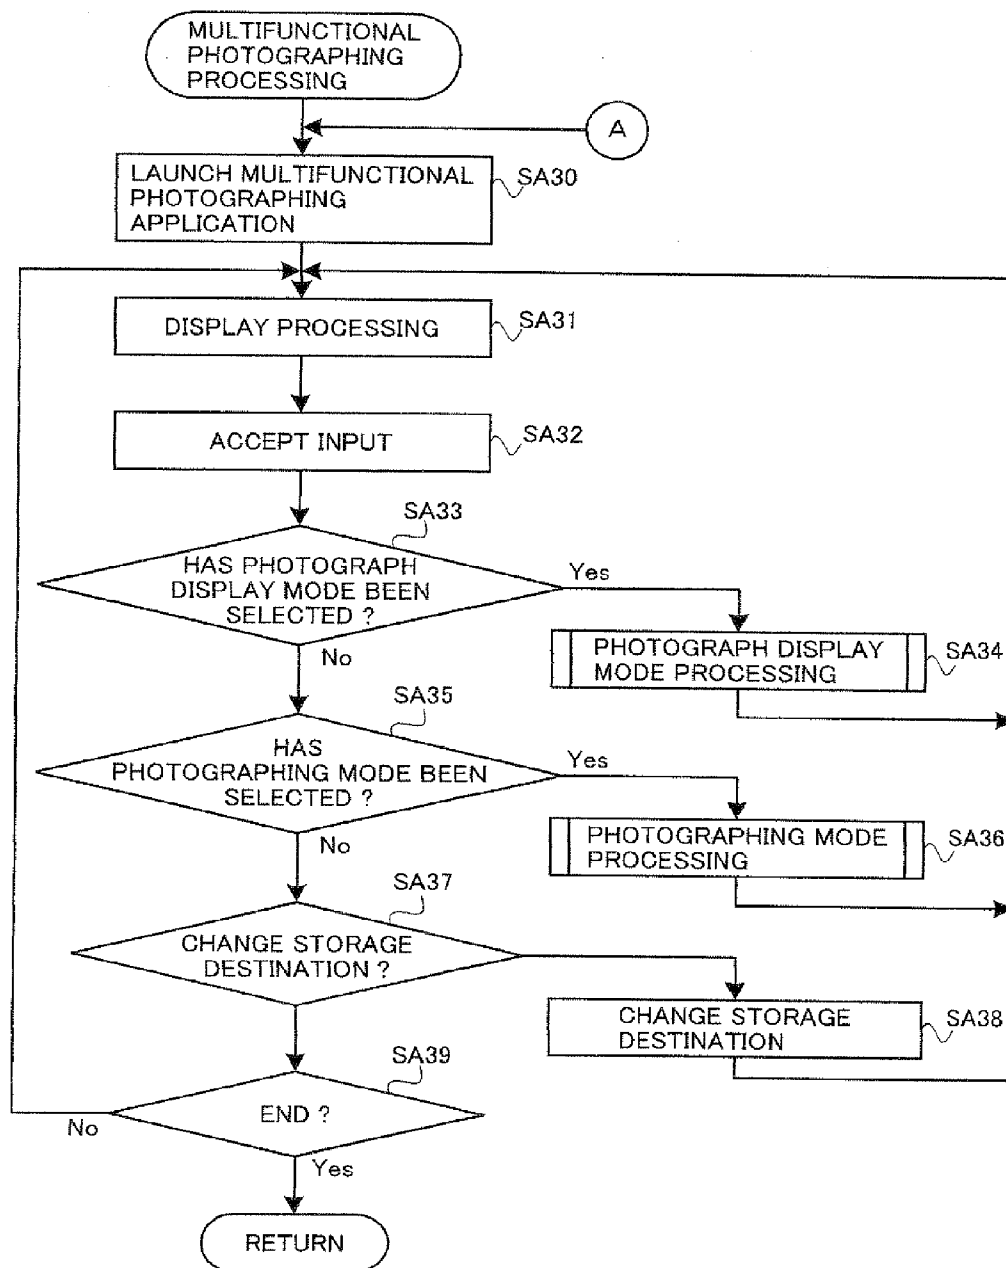 MULTIFUNCTIONAL
PHOTOGRAPHING
PROCESSING
A
LAUNCH MULTIFUNCTIONAL
PHOTOGRAPHING
APPLICATION
SA30
DISPLAY PROCESSING
SA31
ACCEPT INPUT
SA32
SA33
HAS PHOTOGRAPH
DISPLAY MODE BEEN
SELECTED ?
Yes
No
PHOTOGRAPH DISPLAY
MODE PROCESSING
SA34
SA35
HAS
PHOTOGRAPHING MODE BEEN
SELECTED ?
Yes
No
PHOTOGRAPHING MODE
PROCESSING
SA36
SA37
CHANGE STORAGE
DESTINATION ?
CHANGE STORAGE
DESTINATION
SA38
SA39
END ?
No
Yes
RETURN